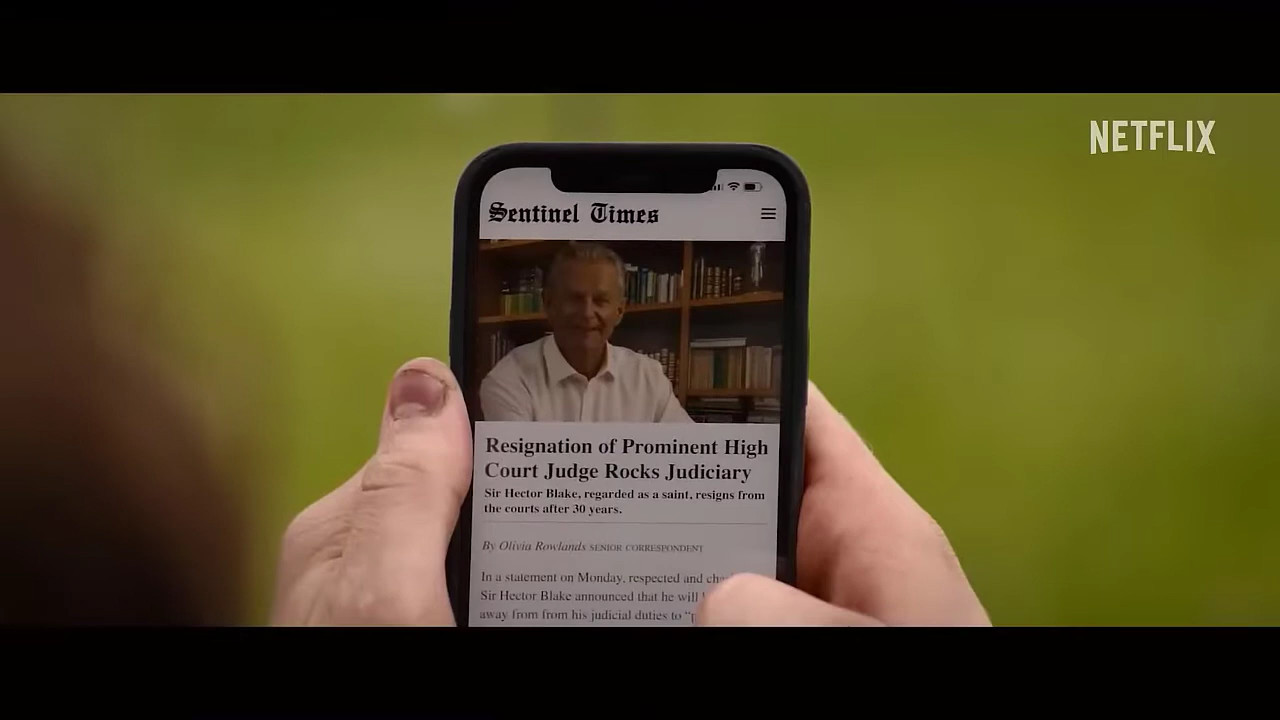 NETFLIX
Sentinel Times
Resignation of Prominent High
Court Judge Rocks Judiciary
Sir Hector Blake, regarded as a saint, resigns from
the courts after 30 years.
By Olivia Rowlands SENIOR CORRESPONDENT
In a statement on Monday, respected and
Sir Hector Blake announced that he will
away from from his judicial duties to